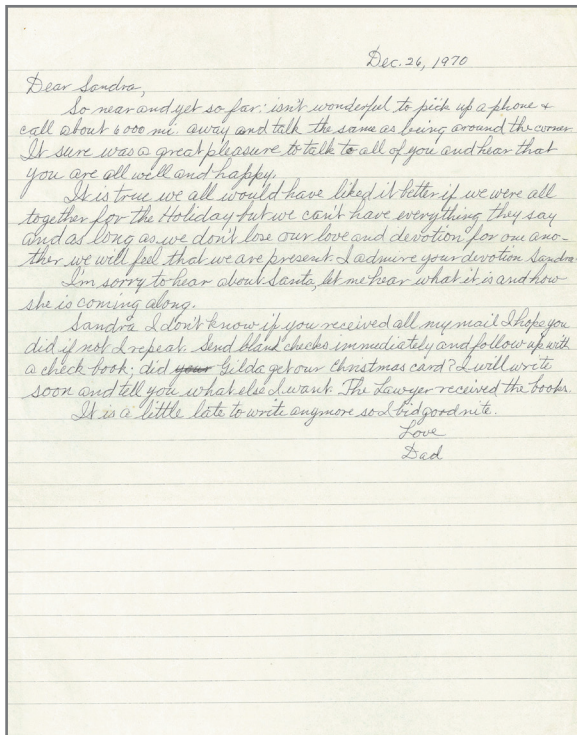 Dec. 26, 1970
Dear Sandra,
So near and yet so far: isn't wonderful to pick up a phone +
call about 6000 mi. away and talk the same as being around the corner.
It sure was a great pleasure to talk to all of you and hear that
you are all well and happy.
It is true we all would have liked it better if we were all
together for the Holiday but we can't have everything they say
and as long as we don't lose our love and devotion for one ano-
ther we will feel that we are present. I admire your devotion Sandra.
I'm sorry to hear about Santa, let me hear what it is and how
she is coming along.
Sandra I don't know if you received all my mail I hope you
did if not I repeat. Send blank checks immediately and follow up with
a check book; did your Gilda get our Christmas card? I will write
soon and tell you what else I want. The Lawyer received the books.
It is a little late to write anymore so I bid goodnite.
Love
Dad